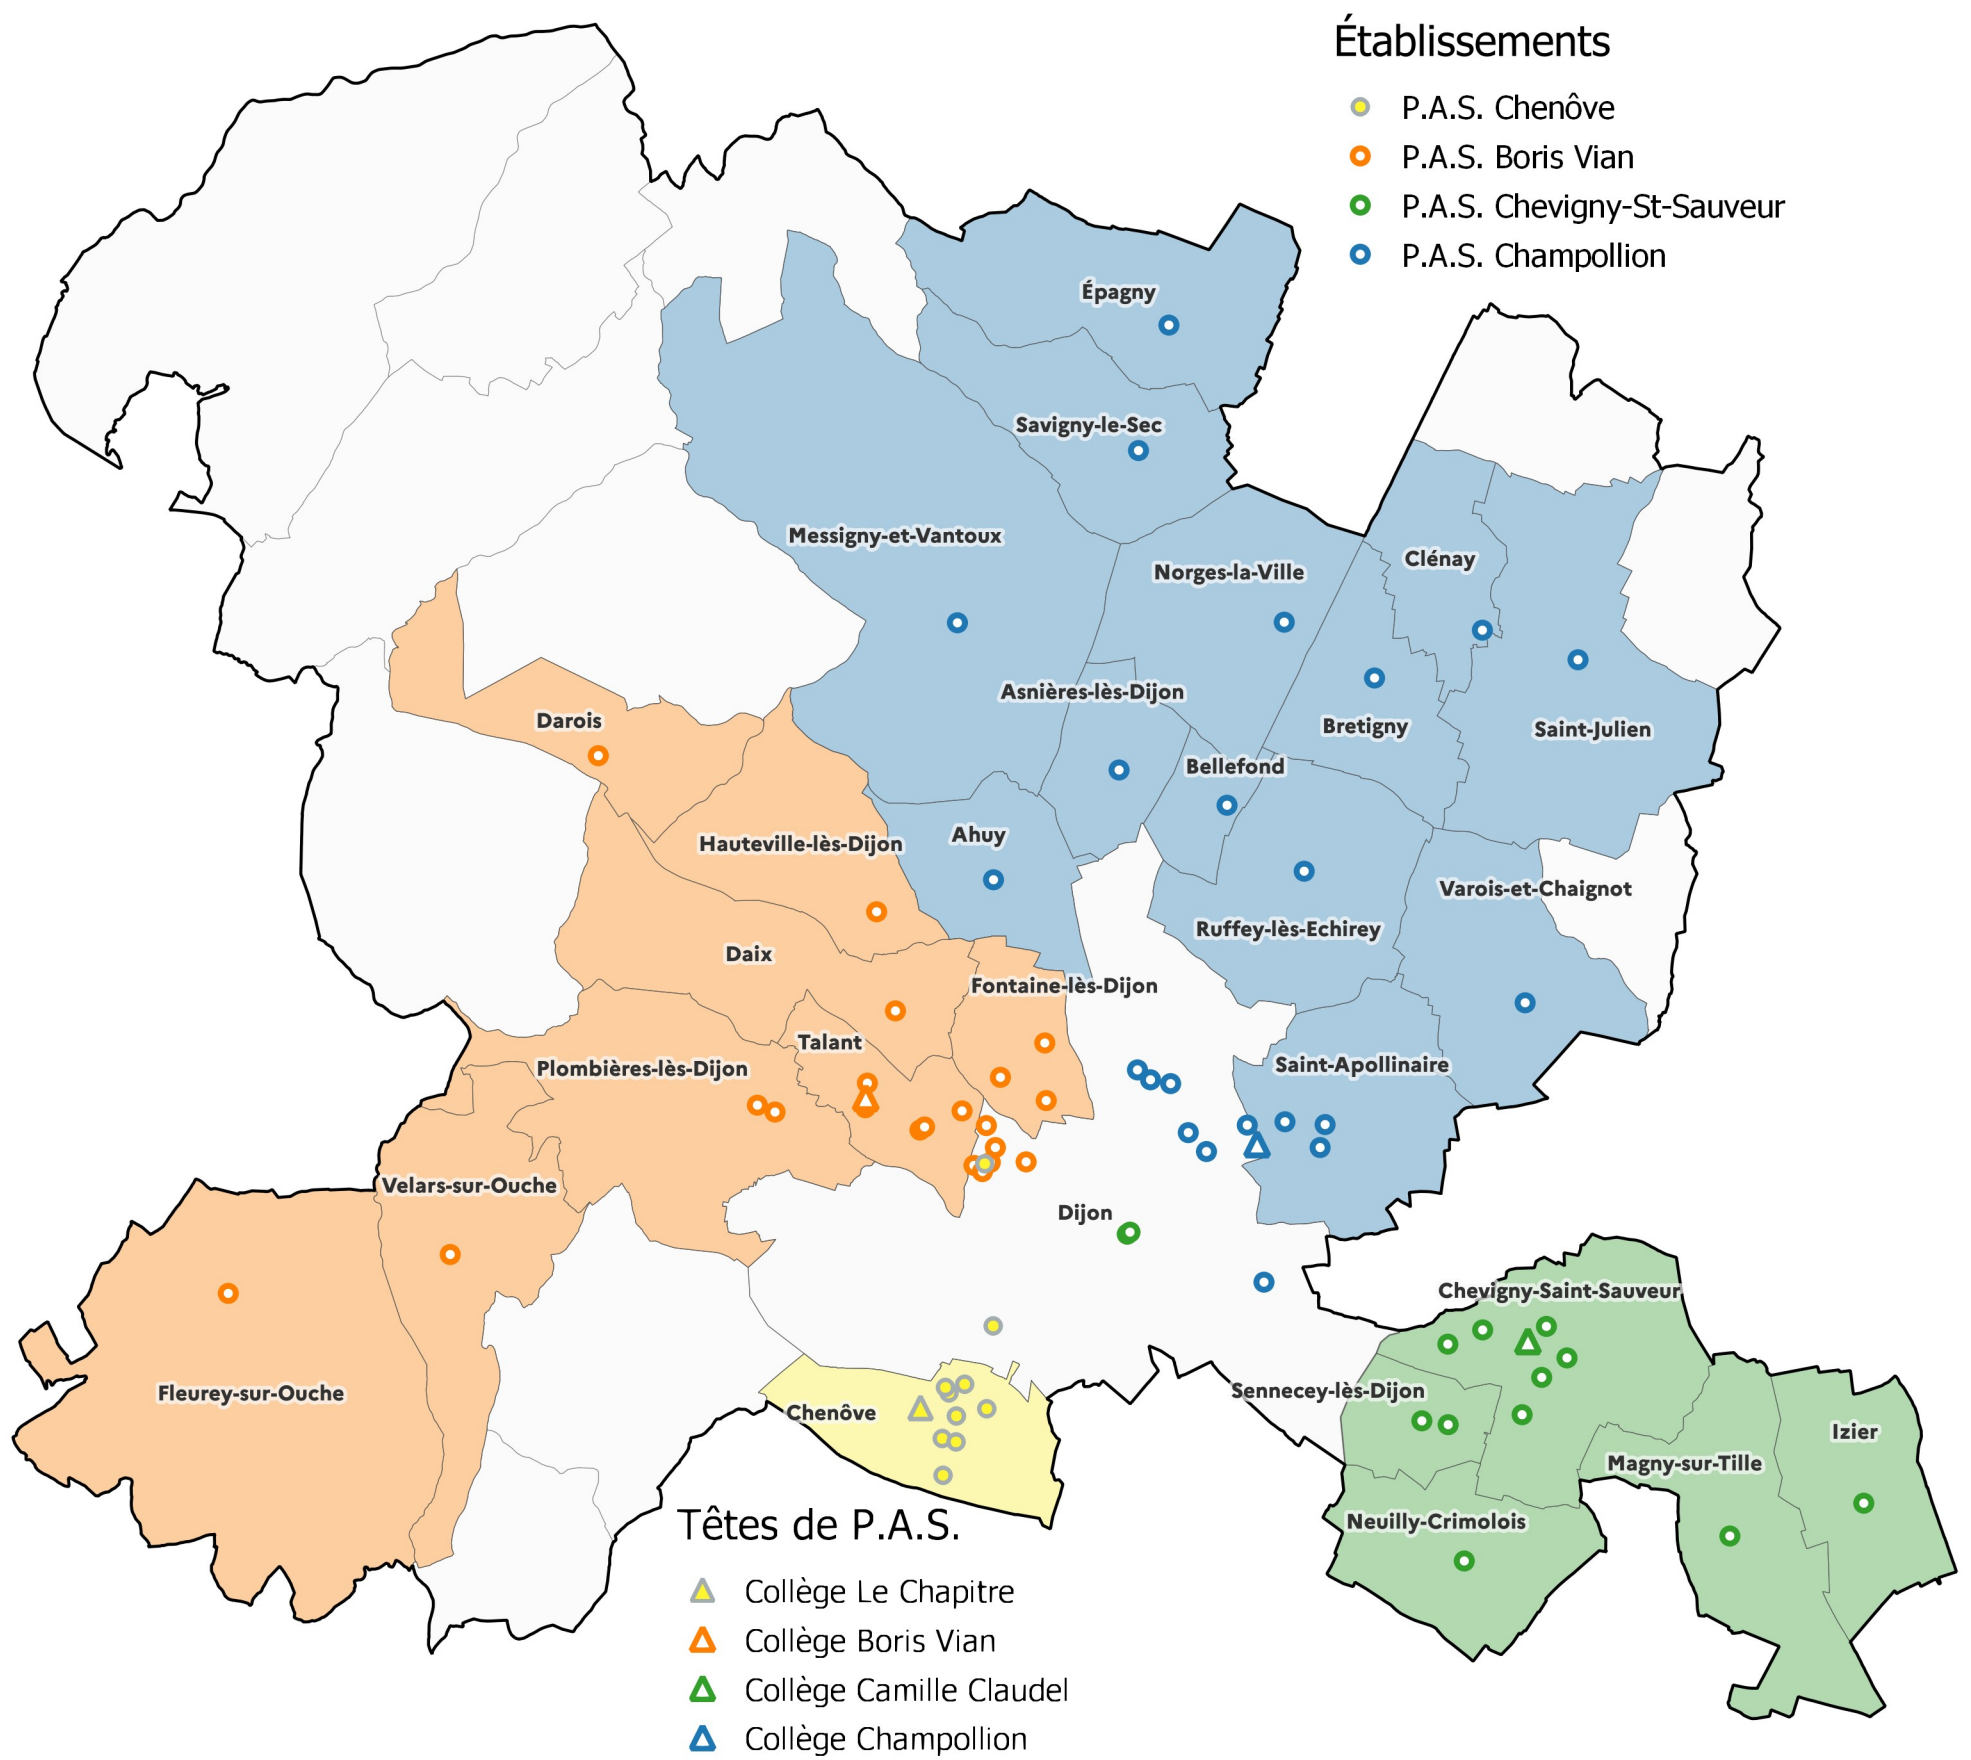 Établissements
P.A.S. Chenôve
P.A.S. Boris Vian
P.A.S. Chevigny-St-Sauveur
P.A.S. Champollion
Épagny
Savigny-le-Sec
Messigny-et-Vantoux
Clénay
Norges-la-Ville
Asnières-lès-Dijon
Darois
Bretigny
Saint-Julien
Bellefond
Ahuy
Hauteville-lès-Dijon
Varois-et-Chaignot
Ruffey-lès-Echirey
Daix
Fontaine-lès-Dijon
Talant
Saint-Apollinaire
Plombières-lès-Dijon
Velars-sur-Ouche
Dijon
Chevigny-Saint-Sauveur
Sennecey-lès-Dijon
Fleurey-sur-Ouche
Chenôve
Izier
Magny-sur-Tille
Neuilly-Crimolois
Têtes de P.A.S.
Collège Le Chapitre
Collège Boris Vian
Collège Camille Claudel
Collège Champollion